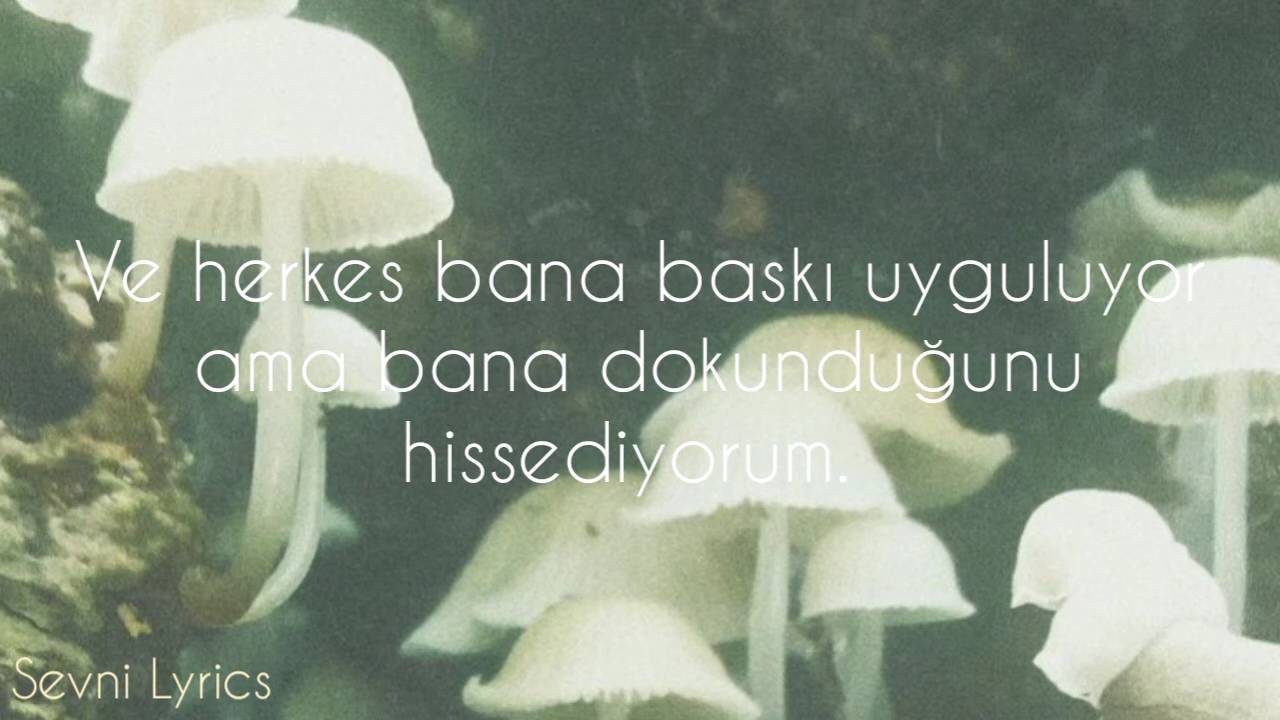 Ve herkes bana baskı uyguluyor
ama bana dokunduğunu
hissediyorum.
Sevni Lyrics